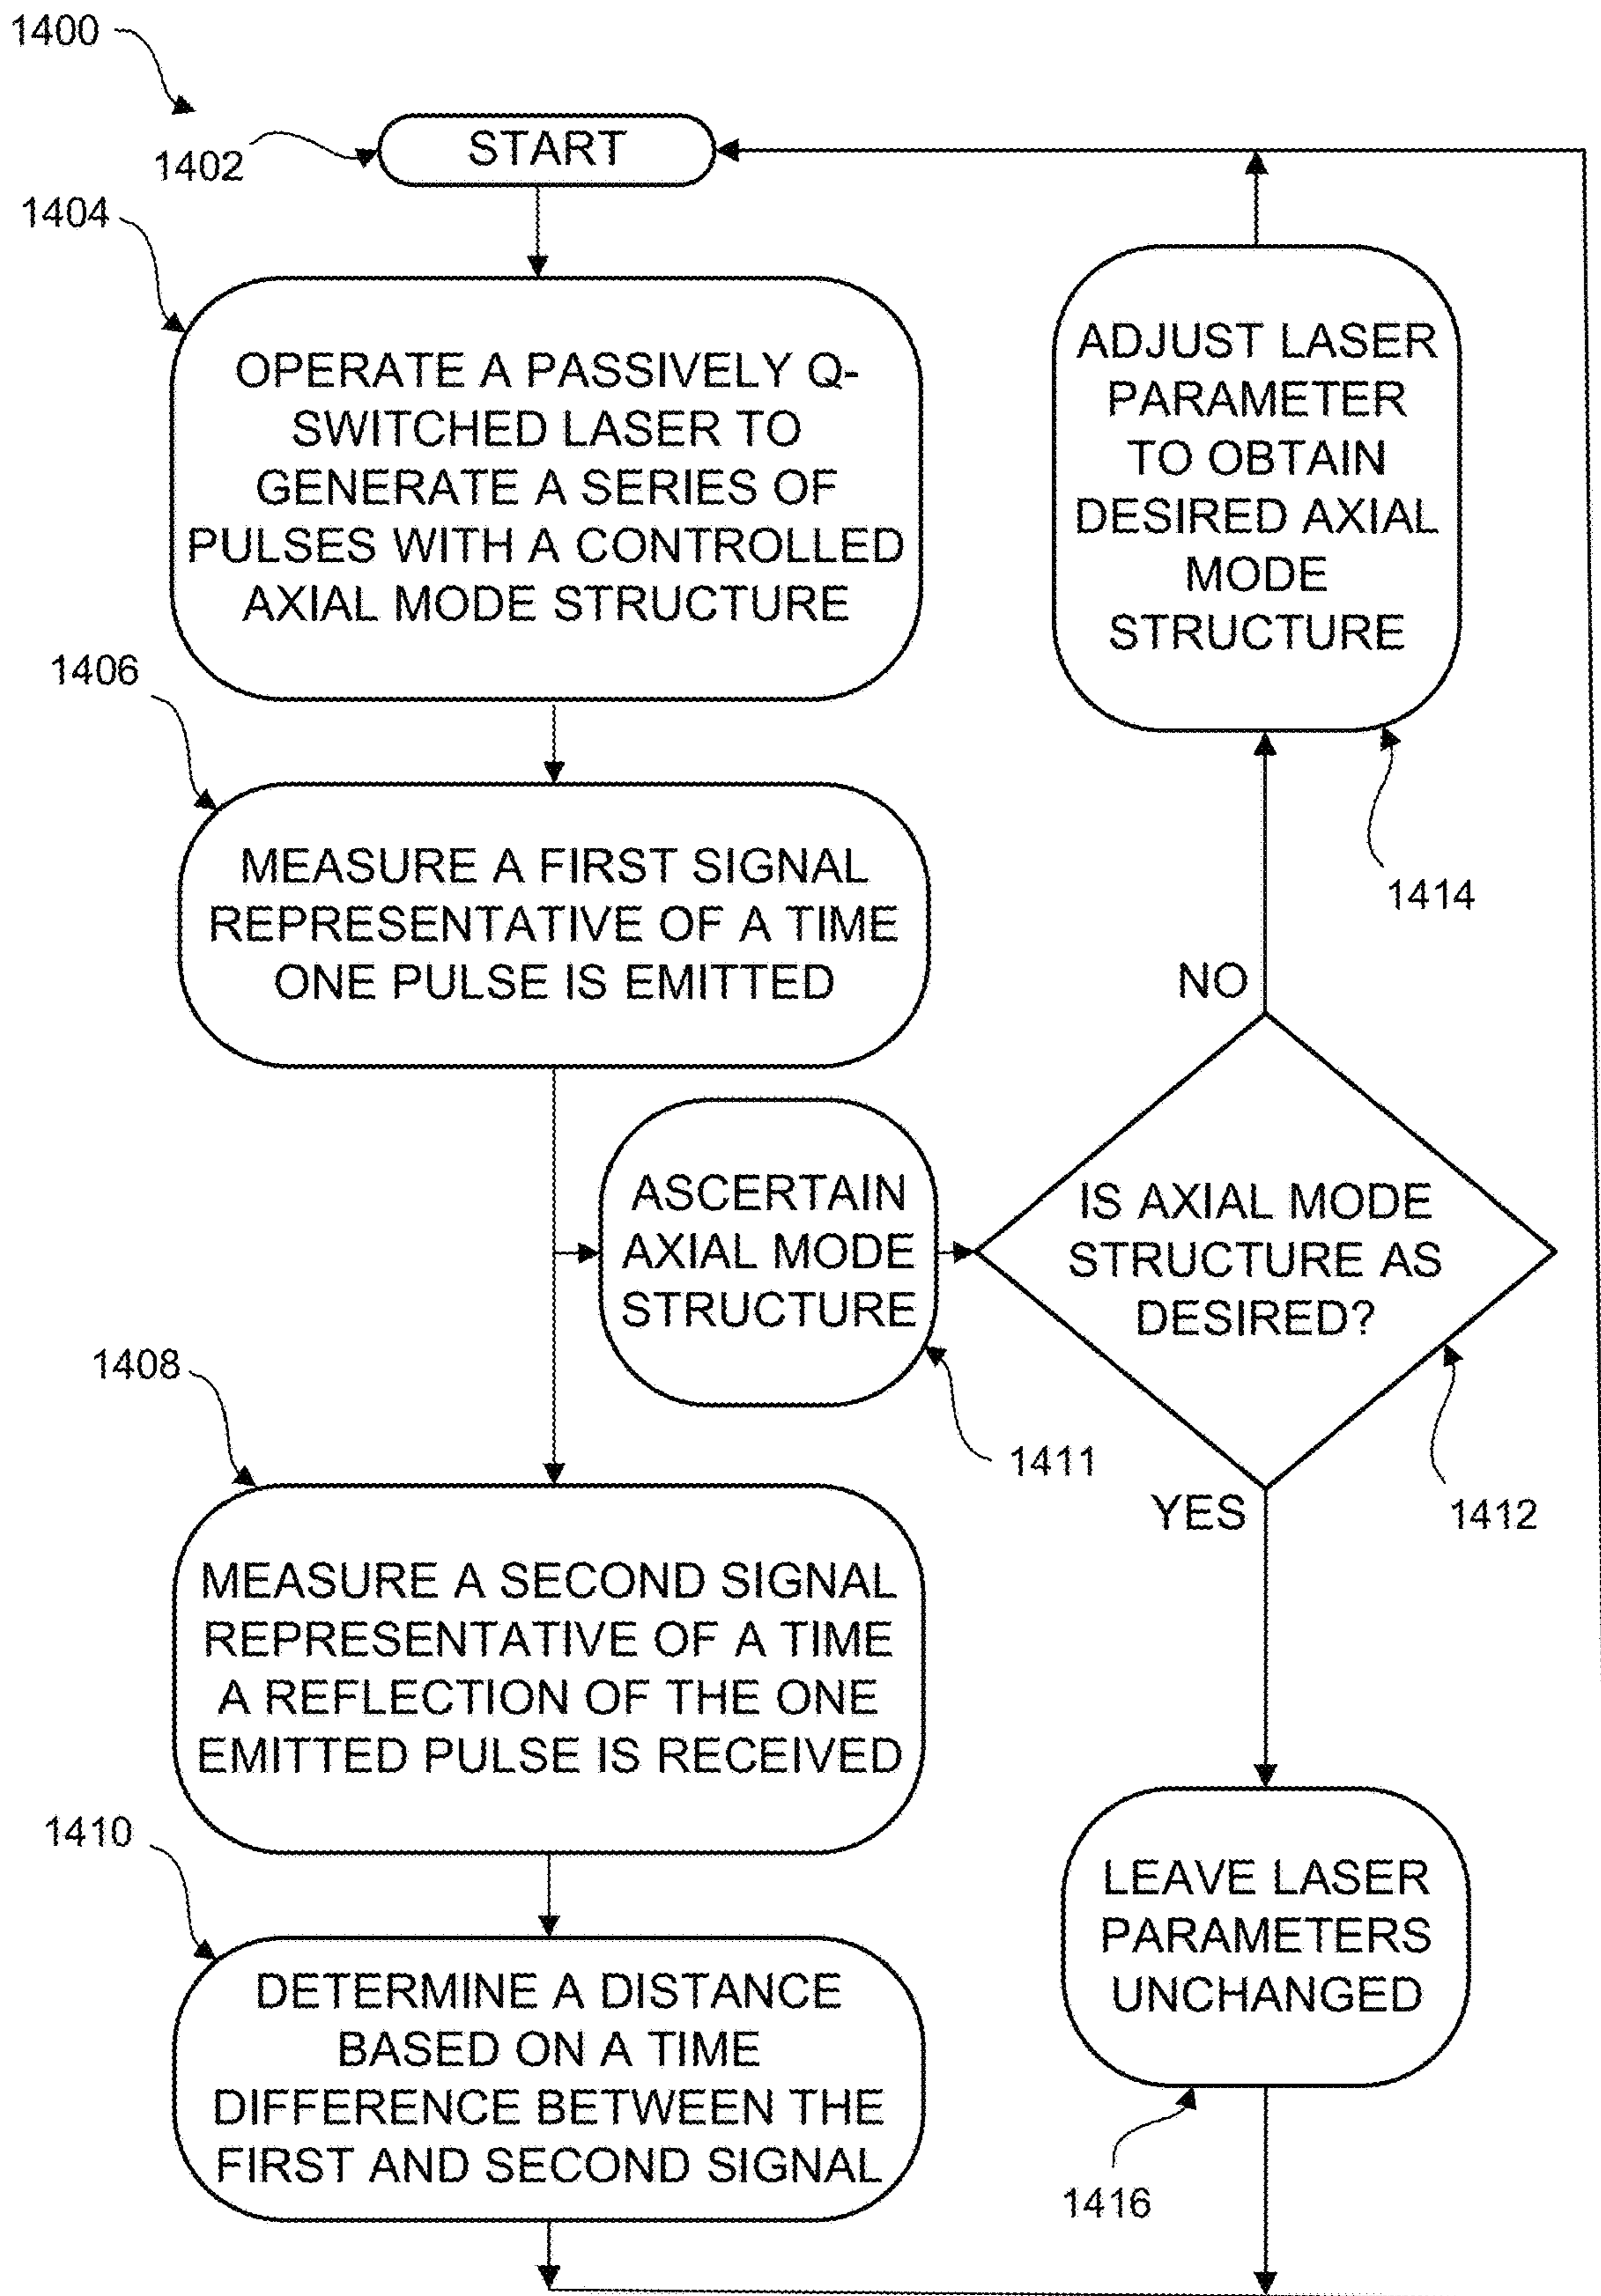 1400
1402
START
1404
OPERATE A PASSIVELY Q-
SWITCHED LASER TO
GENERATE A SERIES OF
PULSES WITH A CONTROLLED
AXIAL MODE STRUCTURE
ADJUST LASER
PARAMETER
TO OBTAIN
DESIRED AXIAL
MODE
STRUCTURE
1414
1406
MEASURE A FIRST SIGNAL
REPRESENTATIVE OF A TIME
ONE PULSE IS EMITTED
NO
ASCERTAIN
AXIAL MODE
STRUCTURE
1411
IS AXIAL MODE
STRUCTURE AS
DESIRED?
1412
YES
1408
MEASURE A SECOND SIGNAL
REPRESENTATIVE OF A TIME
A REFLECTION OF THE ONE
EMITTED PULSE IS RECEIVED
1410
DETERMINE A DISTANCE
BASED ON A TIME
DIFFERENCE BETWEEN THE
FIRST AND SECOND SIGNAL
LEAVE LASER
PARAMETERS
UNCHANGED
1416